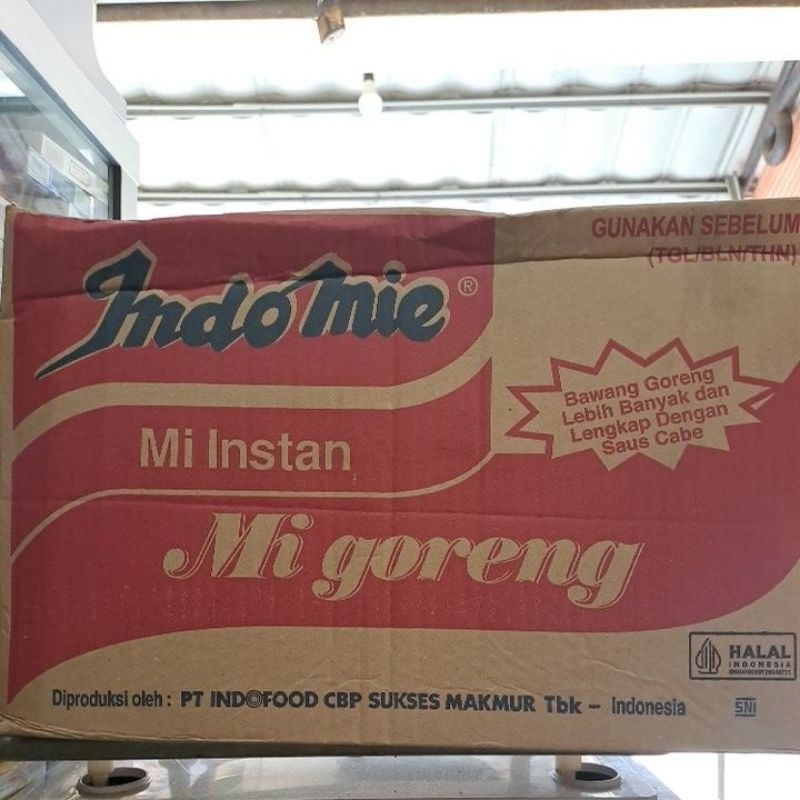 GUNAKAN SEBELUM
(TGL/BLN/THN)
Indomie®
Bawang Goreng
Lebih Banyak dan
Lengkap Dengan
Saus Cabe
Mi Instan
Mi goreng
HALAL
INDONESIA
Diproduksi oleh : PT INDOFOOD CBP SUKSES MAKMUR Tbk – Indonesia
SNI